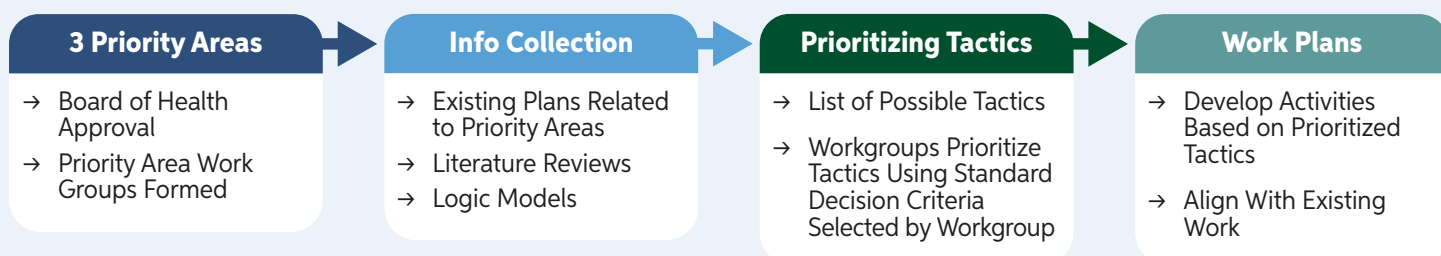 3 Priority Areas
→ Board of Health
Approval
→ Priority Area Work
Groups Formed
Info Collection
→ Existing Plans Related
to Priority Areas
→ Literature Reviews
→ Logic Models
Prioritizing Tactics
→ List of Possible Tactics
→ Workgroups Prioritize
Tactics Using Standard
Decision Criteria
Selected by Workgroup
Work Plans
→ Develop Activities
Based on Prioritized
Tactics
→ Align With Existing
Work